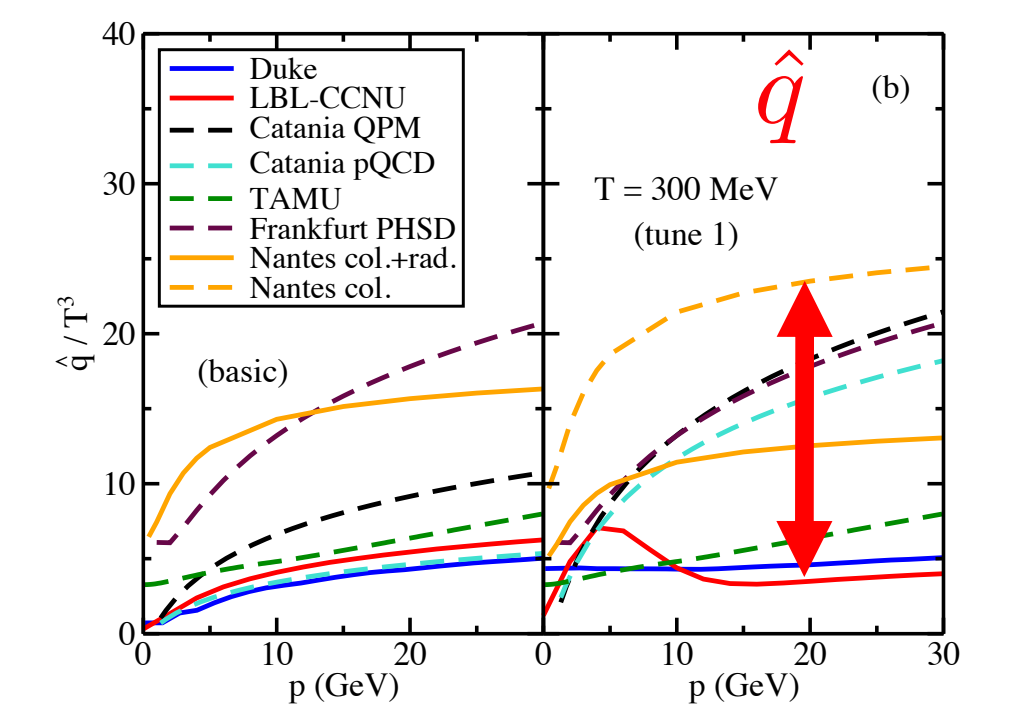 40
30
20
10
0
q̂ / T³
Duke
LBL-CCNU
Catania QPM
Catania pQCD
TAMU
Frankfurt PHSD
Nantes col.+rad.
Nantes col.
(basic)
q̂
(b)
T = 300 MeV
(tune 1)
0 10 20 0 10 20 30
p (GeV) p (GeV)